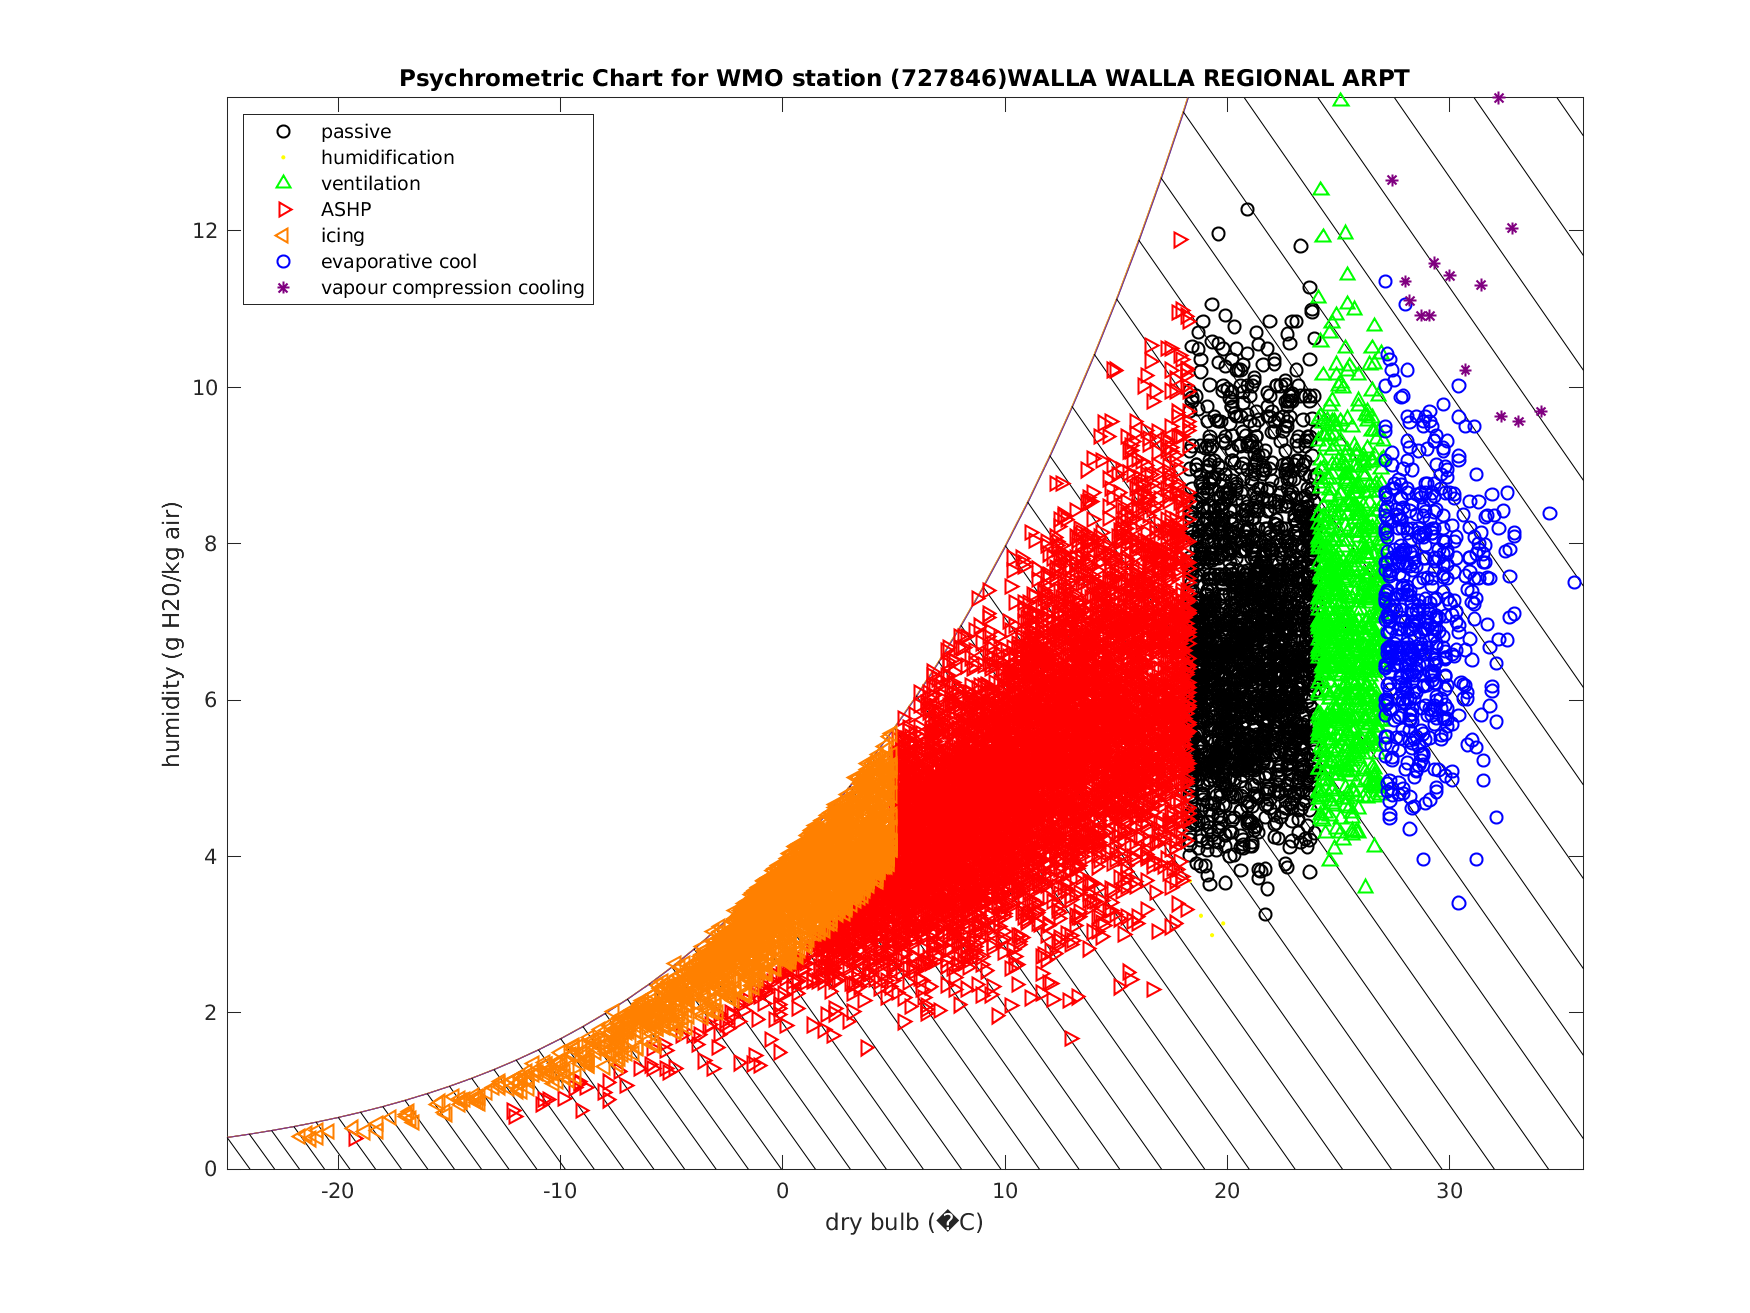 Psychrometric Chart for WMO station (727846)WALLA WALLA REGIONAL ARPT
passive
humidification
ventilation
ASHP
icing
evaporative cool
vapour compression cooling
humidity (g H20/kg air)
12
10
8
6
4
2
0
-20 -10 0 10 20 30
dry bulb (�C)